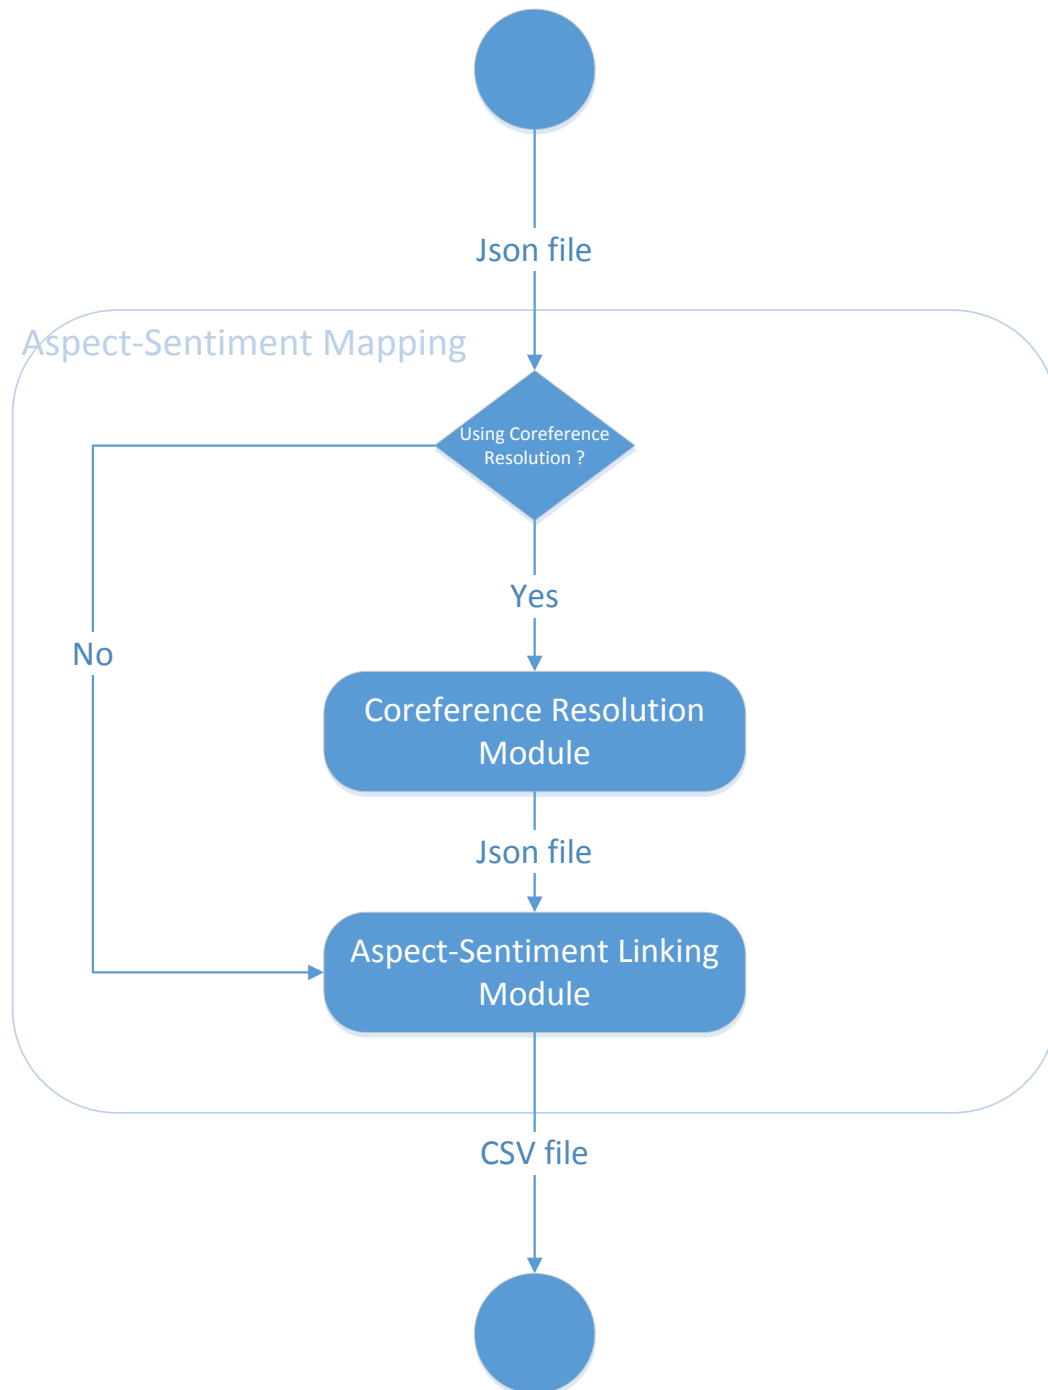 Json file
Aspect-Sentiment Mapping
Using Coreference
Resolution ?
Yes
No
Coreference Resolution
Module
Json file
Aspect-Sentiment Linking
Module
CSV file